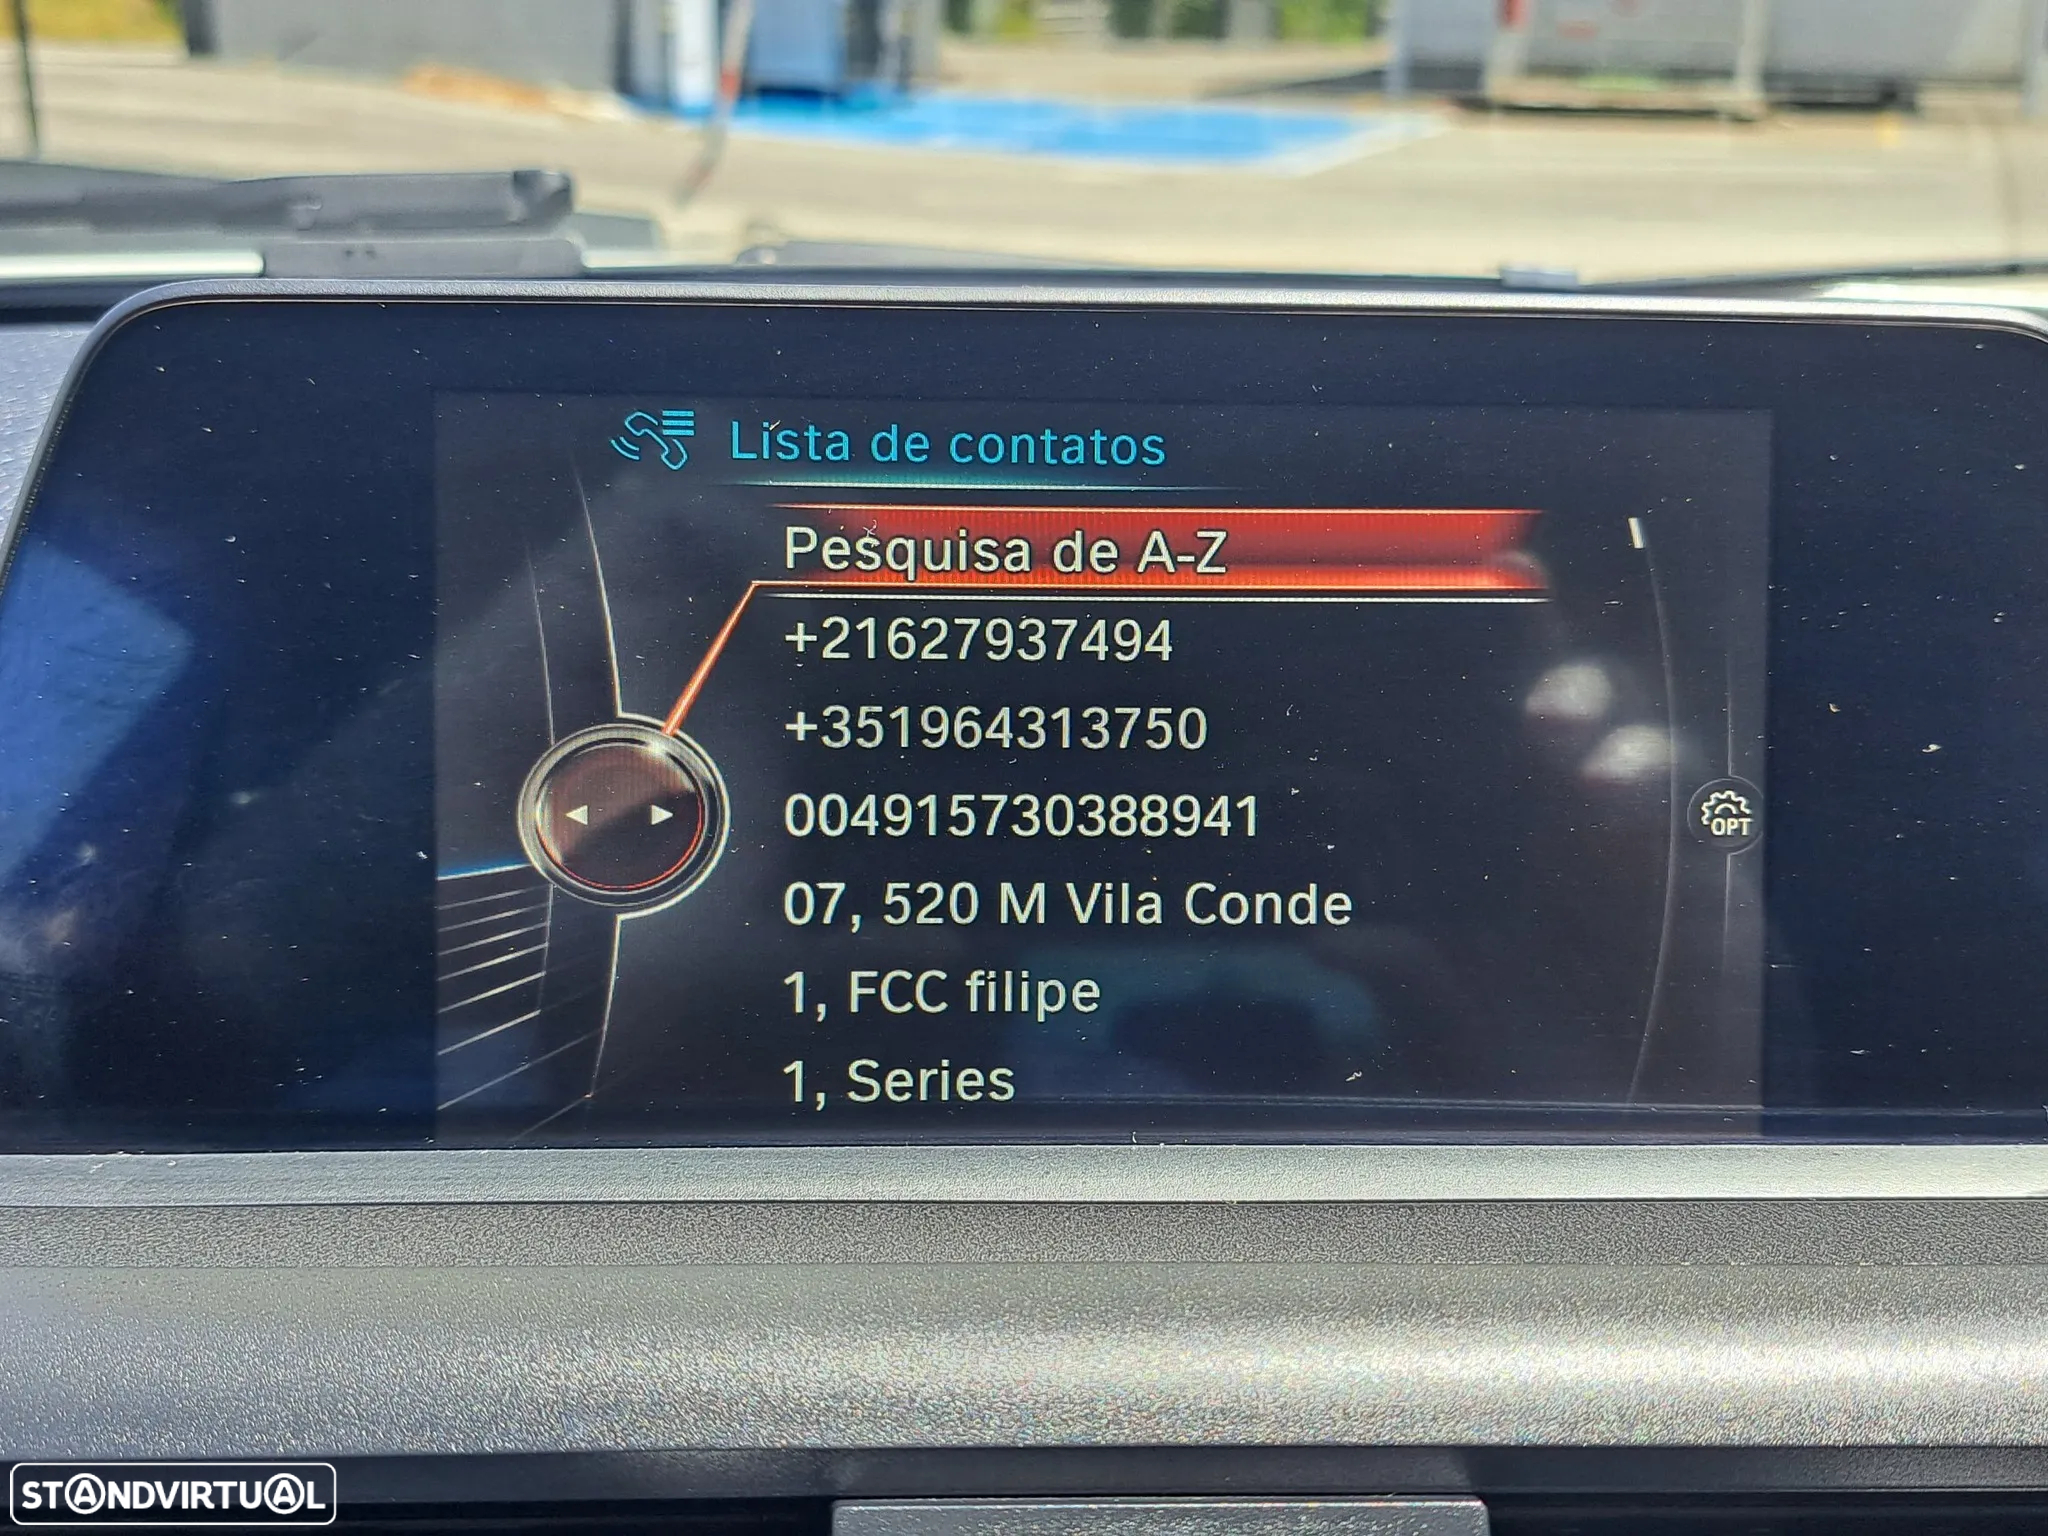 Lista de contatos
Pesquisa de A-Z
+21627937494
+351964313750
004915730388941
07, 520 M Vila Conde
1, FCC filipe
1, Series
OPT
STANDVIRTUAL